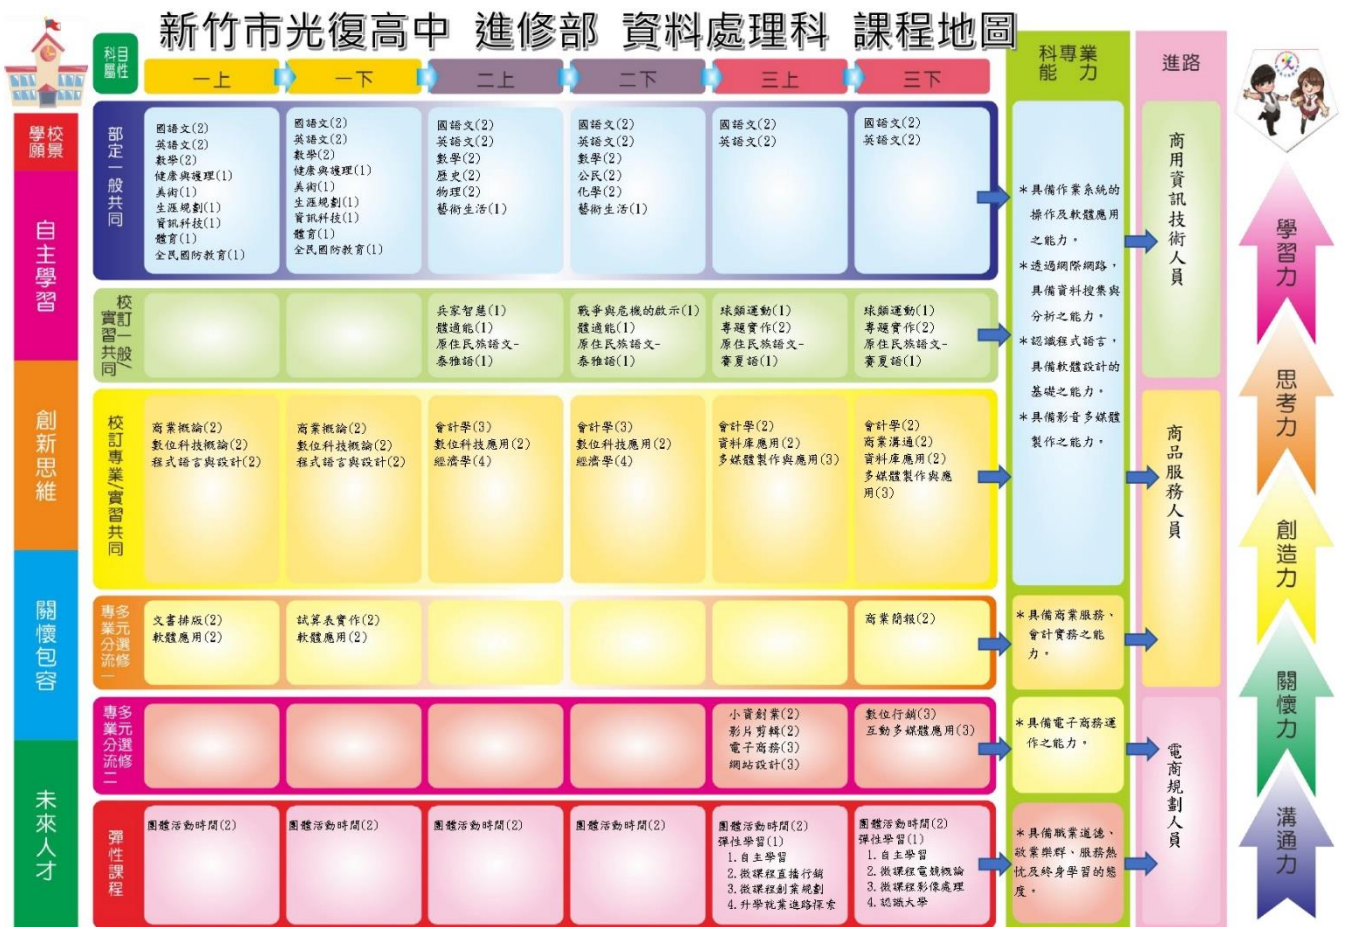 新竹市光復高中 進修部 資料處理科 課程地圖
科目屬性
一上
一下
二上
二下
三上
三下
科專業能力
進路
學校願景
自主學習
創新思維
關懷包容
未來人才
部定一般共同
國語文(2)
英語文(2)
數學(2)
健康與護理(1)
美術(1)
生涯規劃(1)
資訊科技(1)
體育(1)
全民國防教育(1)
國語文(2)
英語文(2)
數學(2)
健康與護理(1)
美術(1)
生涯規劃(1)
資訊科技(1)
體育(1)
全民國防教育(1)
國語文(2)
英語文(2)
數學(2)
歷史(2)
物理(2)
藝術生活(1)
國語文(2)
英語文(2)
數學(2)
公民(2)
化學(2)
藝術生活(1)
國語文(2)
英語文(2)
國語文(2)
英語文(2)
校訂一般/實習共同
兵家智慧(1)
體適能(1)
原住民族語文-
泰雅語(1)
戰爭與危機的啟示(1)
體適能(1)
原住民族語文-
泰雅語(1)
球類運動(1)
專題實作(2)
原住民族語文-
賽夏語(1)
球類運動(1)
專題實作(2)
原住民族語文-
賽夏語(1)
校訂專業/實習共同
商業概論(2)
數位科技概論(2)
程式語言與設計(2)
商業概論(2)
數位科技概論(2)
程式語言與設計(2)
會計學(3)
數位科技應用(2)
經濟學(4)
會計學(3)
數位科技應用(2)
經濟學(4)
會計學(2)
資料庫應用(2)
多媒體製作與應用(3)
會計學(2)
商業溝通(2)
資料庫應用(2)
多媒體製作與應
用(3)
多元選修專業分流一
文書排版(2)
軟體應用(2)
試算表實作(2)
軟體應用(2)
商業簡報(2)
多元選修專業分流二
小資創業(2)
影片剪輯(2)
電子商務(3)
網站設計(3)
數位行銷(3)
互動多媒體應用(3)
彈性課程
團體活動時間(2)
團體活動時間(2)
團體活動時間(2)
團體活動時間(2)
團體活動時間(2)
彈性學習(1)
1.自主學習
2.微課程直播行銷
3.微課程創業規劃
4.升學就業進路探索
團體活動時間(2)
彈性學習(1)
1.自主學習
2.微課程電競概論
3.微課程影像處理
4.認識大學
*具備作業系統的
操作及軟體應用
之能力。
*透過網際網路，
具備資料搜集與
分析之能力。
*認識程式語言，
具備軟體設計的
基礎之能力。
*具備影音多媒體
製作之能力。
*具備商業服務、
會計實務之能
力。
*具備電子商務運
作之能力。
*具備職業道德、
敬業樂群、服務熱
忱及終身學習的態
度。
商用資訊技術人員
商品服務人員
電商規劃人員
學習力
思考力
創造力
關懷力
溝通力